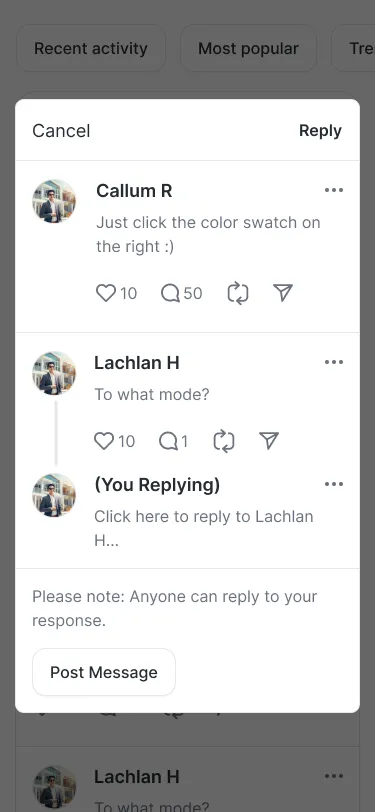 Recent activity
Most popular
Tre
Cancel
Reply
Callum R
Just click the color swatch on
the right :)
10
50
Lachlan H
To what mode?
10
1
(You Replying)
Click here to reply to Lachlan
H...
Please note: Anyone can reply to your
response.
Post Message
Lachlan H
To what mode?